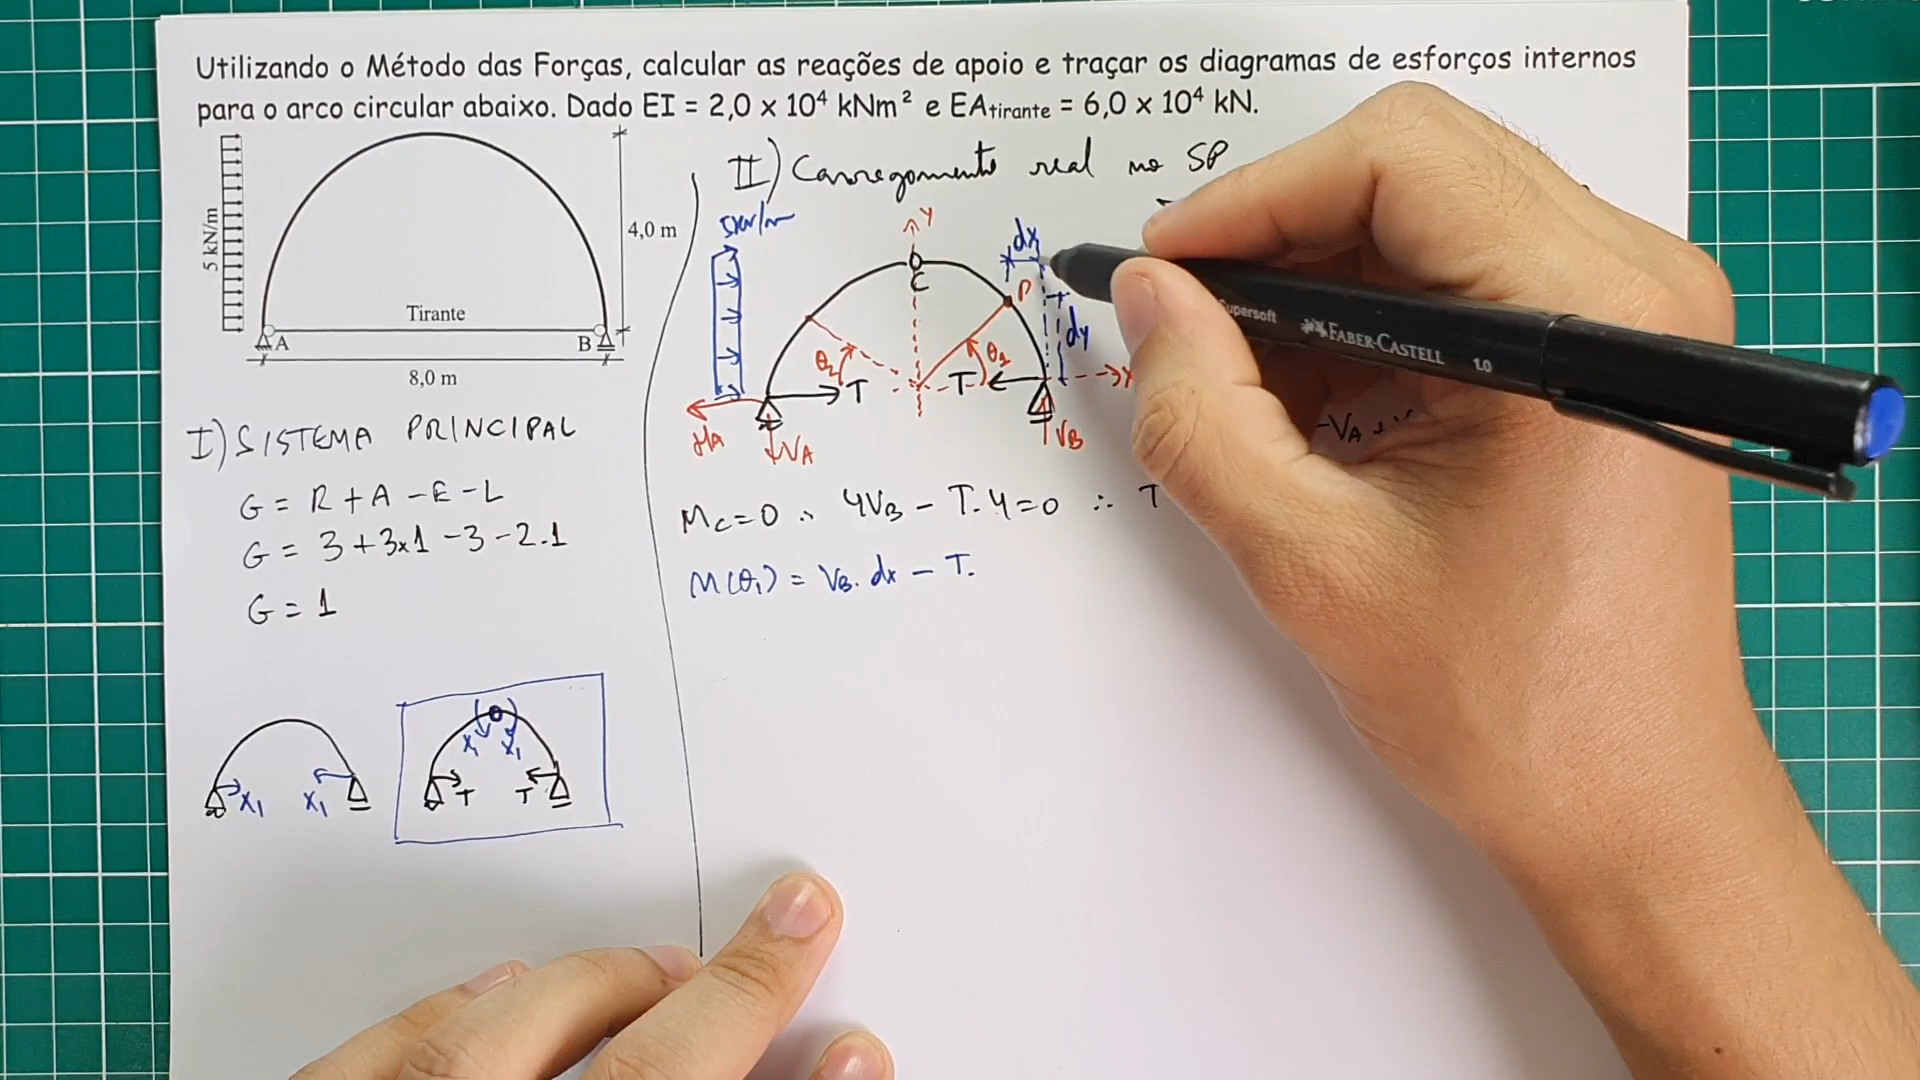 Utilizando o Método das Forças, calcular as reações de apoio e traçar os diagramas de esforços internos
para o arco circular abaixo. Dado EI = 2,0 x 10⁴ kNm² e EAtirante = 6,0 x 10⁴ kN.
5 kN/m
4,0 m
Tirante
A
B
8,0 m
I) SISTEMA PRINCIPAL
G = R + A - E - L
G = 3 + 3x1 - 3 - 2.1
G = 1
X1
X1
X1
X1
T
T
II) Carregamento real no SP
5kN/m
Y
dx
C
P
dy
θ2
θ1
T
T
X
HA
VA
VB
-VA +
Mc=0 ∴ 4VB - T.4=0 ∴ T
M(θ1) = VB. dx - T.
Supersoft
FABER-CASTELL
1.0